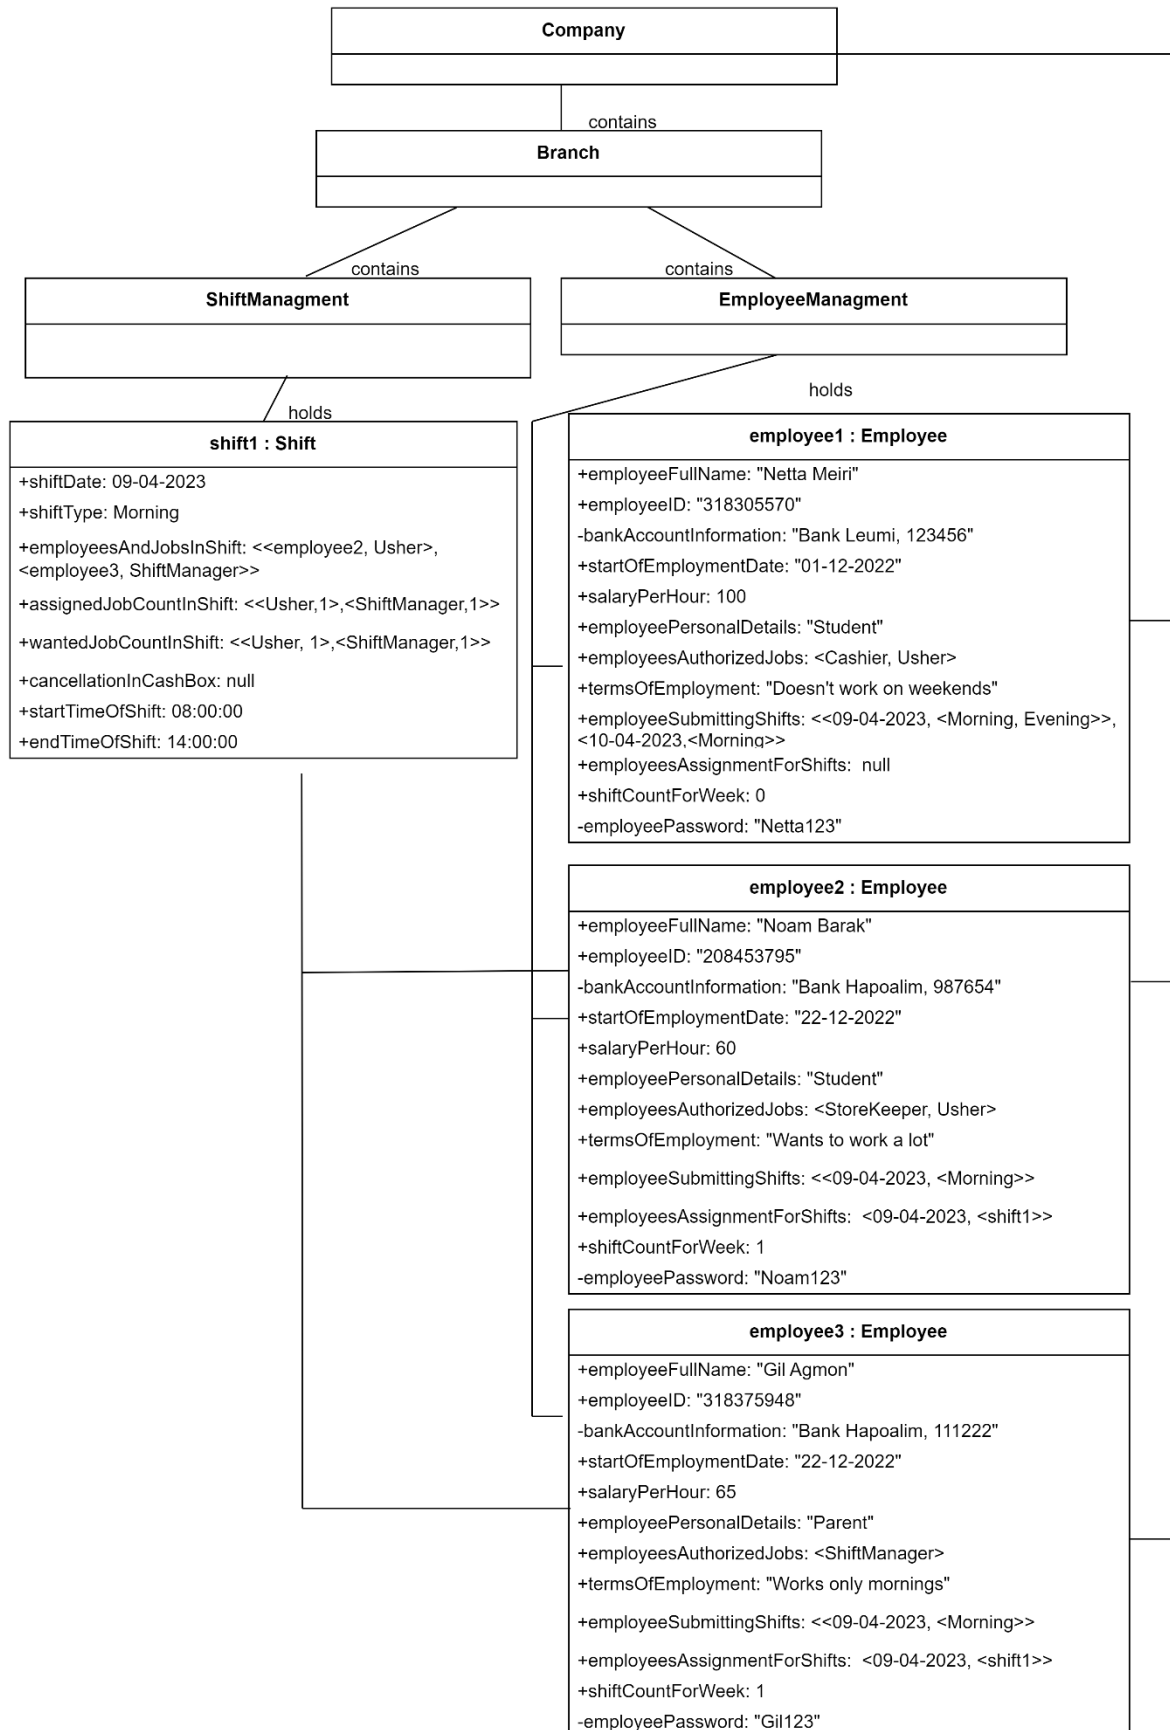 Company
contains
Branch
contains
contains
ShiftManagment
EmployeeManagment
holds
holds
shift1 : Shift
+shiftDate: 09-04-2023
+shiftType: Morning
+employeesAndJobsInShift: <<employee2, Usher>,
<employee3, ShiftManager>>
+assignedJobCountInShift: <<Usher,1>,<ShiftManager,1>>
+wantedJobCountInShift: <<Usher, 1>,<ShiftManager,1>>
+cancellationInCashBox: null
+startTimeOfShift: 08:00:00
+endTimeOfShift: 14:00:00
employee1 : Employee
+employeeFullName: "Netta Meiri"
+employeeID: "318305570"
-bankAccountInformation: "Bank Leumi, 123456"
+startOfEmploymentDate: "01-12-2022"
+salaryPerHour: 100
+employeePersonalDetails: "Student"
+employeesAuthorizedJobs: <Cashier, Usher>
+termsOfEmployment: "Doesn't work on weekends"
+employeeSubmittingShifts: <<09-04-2023, <Morning, Evening>>,
<10-04-2023,<Morning>>
+employeesAssignmentForShifts:  null
+shiftCountForWeek: 0
-employeePassword: "Netta123"
employee2 : Employee
+employeeFullName: "Noam Barak"
+employeeID: "208453795"
-bankAccountInformation: "Bank Hapoalim, 987654"
+startOfEmploymentDate: "22-12-2022"
+salaryPerHour: 60
+employeePersonalDetails: "Student"
+employeesAuthorizedJobs: <StoreKeeper, Usher>
+termsOfEmployment: "Wants to work a lot"
+employeeSubmittingShifts: <<09-04-2023, <Morning>>
+employeesAssignmentForShifts:  <09-04-2023, <shift1>>
+shiftCountForWeek: 1
-employeePassword: "Noam123"
employee3 : Employee
+employeeFullName: "Gil Agmon"
+employeeID: "318375948"
-bankAccountInformation: "Bank Hapoalim, 111222"
+startOfEmploymentDate: "22-12-2022"
+salaryPerHour: 65
+employeePersonalDetails: "Parent"
+employeesAuthorizedJobs: <ShiftManager>
+termsOfEmployment: "Works only mornings"
+employeeSubmittingShifts: <<09-04-2023, <Morning>>
+employeesAssignmentForShifts:  <09-04-2023, <shift1>>
+shiftCountForWeek: 1
-employeePassword: "Gil123"